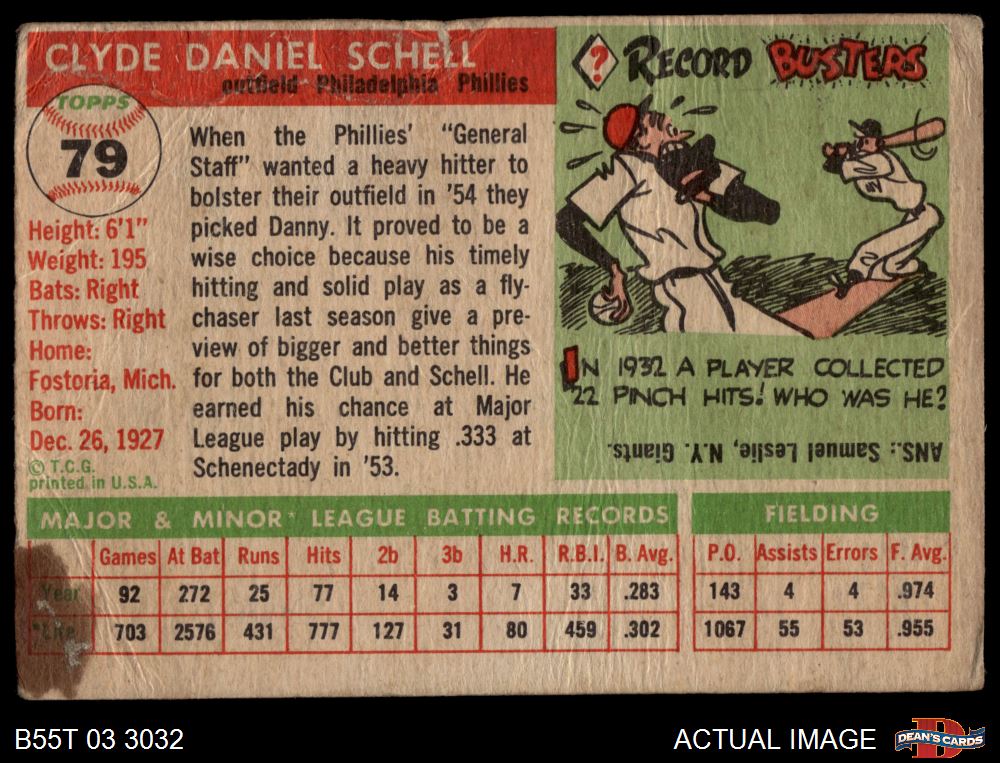 CLYDE DANIEL SCHELL
outfield Philadelphia Phillies
TOPPS
79
Height: 6'1"
Weight: 195
Bats: Right
Throws: Right
Home:
Fostoria, Mich.
Born:
Dec. 26, 1927
© T.C.G.
printed in U.S.A.
When the Phillies' "General
Staff" wanted a heavy hitter to
bolster their outfield in '54 they
picked Danny. It proved to be a
wise choice because his timely
hitting and solid play as a fly-
chaser last season give a pre-
view of bigger and better things
for both the Club and Schell. He
earned his chance at Major
League play by hitting .333 at
Schenectady in '53.
? RECORD BUSTERS
NY
IN 1932 A PLAYER COLLECTED
22 PINCH HITS! WHO WAS HE?
ANS.: Samuel Leslie, N.Y. Giants.
MAJOR & MINOR* LEAGUE BATTING RECORDS
Games At Bat Runs Hits 2b 3b H.R. R.B.I. B. Avg.
Year 92 272 25 77 14 3 7 33 .283
*Life 703 2576 431 777 127 31 80 459 .302
FIELDING
P.O. Assists Errors F. Avg.
143 4 4 .974
1067 55 53 .955
B55T 03 3032
ACTUAL IMAGE
DEAN'S CARDS